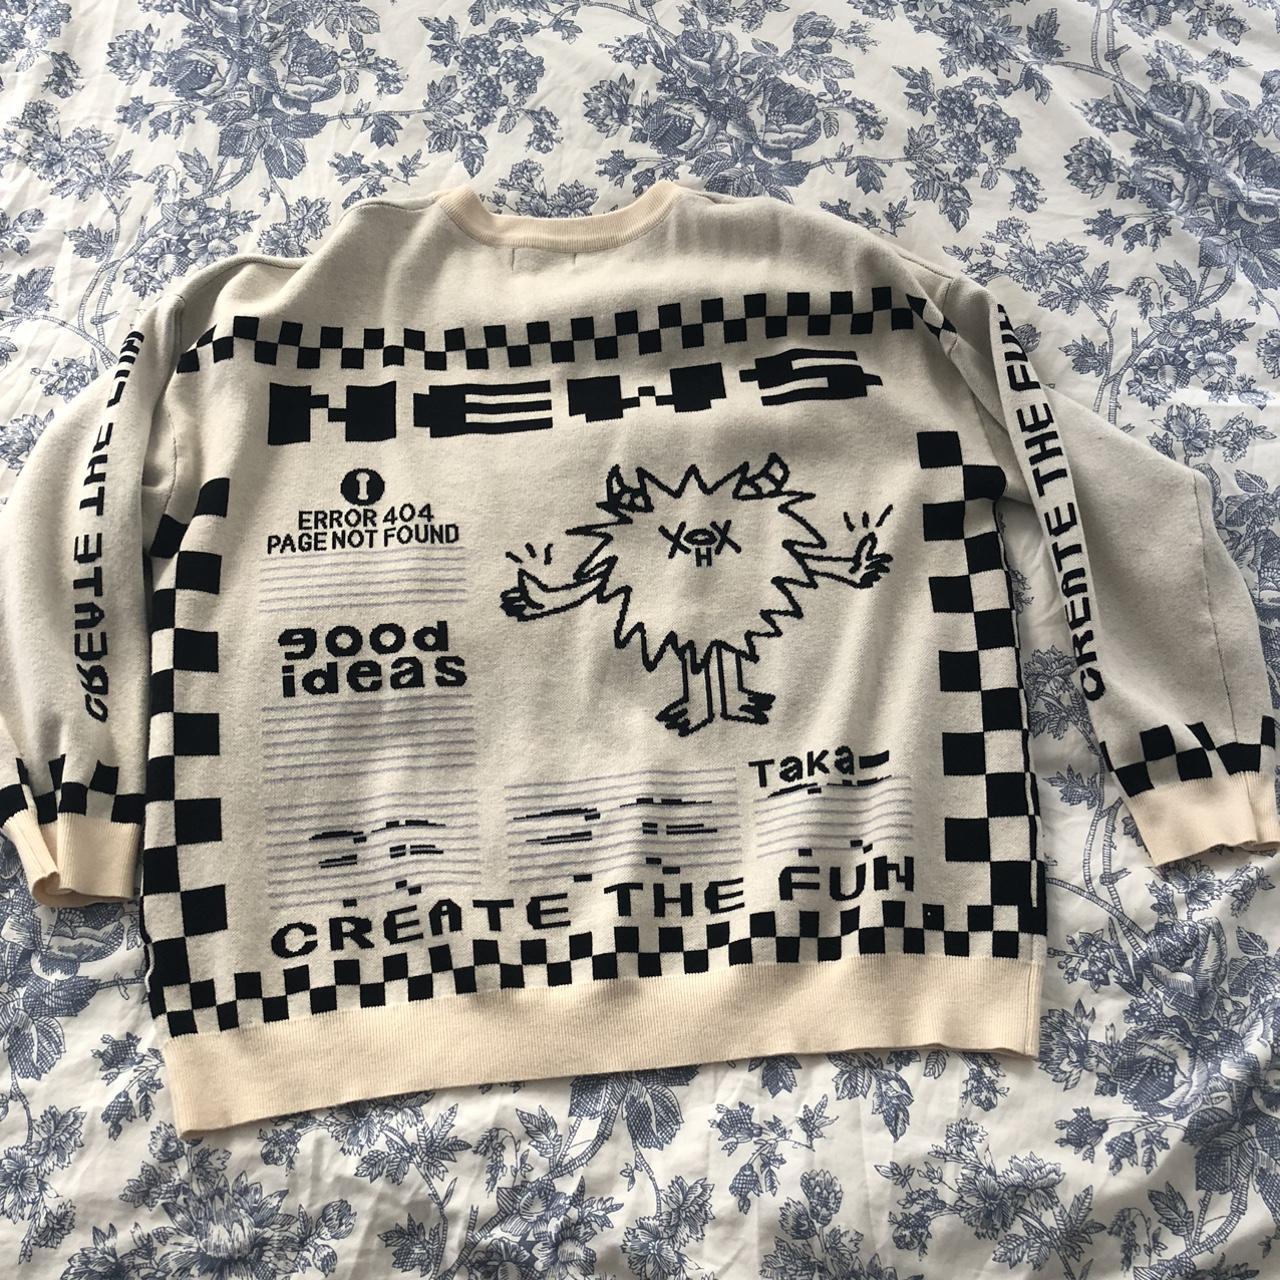 NEWS
ERROR 404
PAGE NOT FOUND
good
ideas
Taka
CREATE THE FUN
CREATE THE FUN
CREATE THE FUN